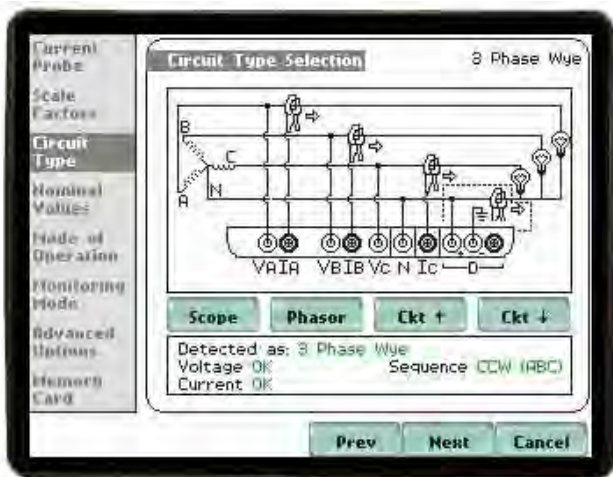 Current
Probe
Scale
Factors
Circuit
Type
Nominal
Values
Mode of
Operation
Monitoring
Mode
Advanced
Options
Memory
Card
Circuit Type Selection
3 Phase Wye
B
C
A
N
VA IA VB IB Vc N Ic D
Scope
Phasor
Ckt ↑
Ckt ↓
Detected as: 3 Phase Wye
Voltage OK Sequence CCW (ABC)
Current OK
Prev
Next
Cancel